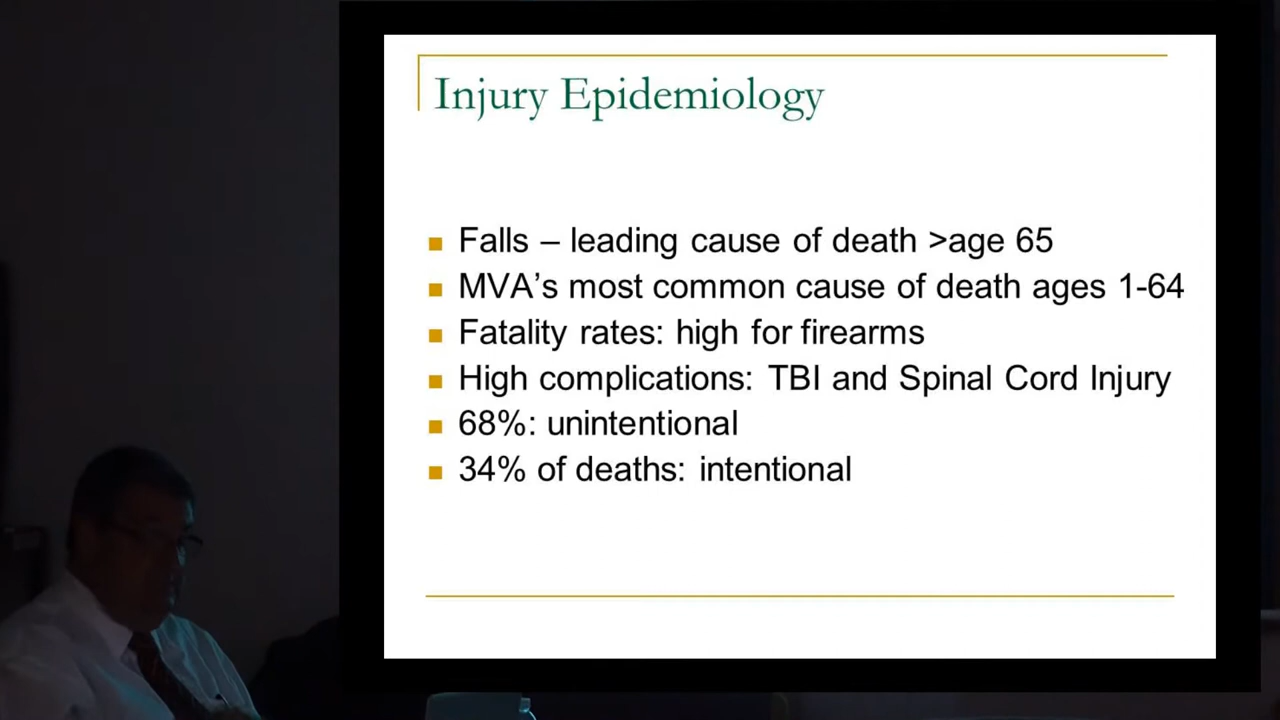 Injury Epidemiology
Falls – leading cause of death >age 65
MVA’s most common cause of death ages 1-64
Fatality rates: high for firearms
High complications: TBI and Spinal Cord Injury
68%: unintentional
34% of deaths: intentional